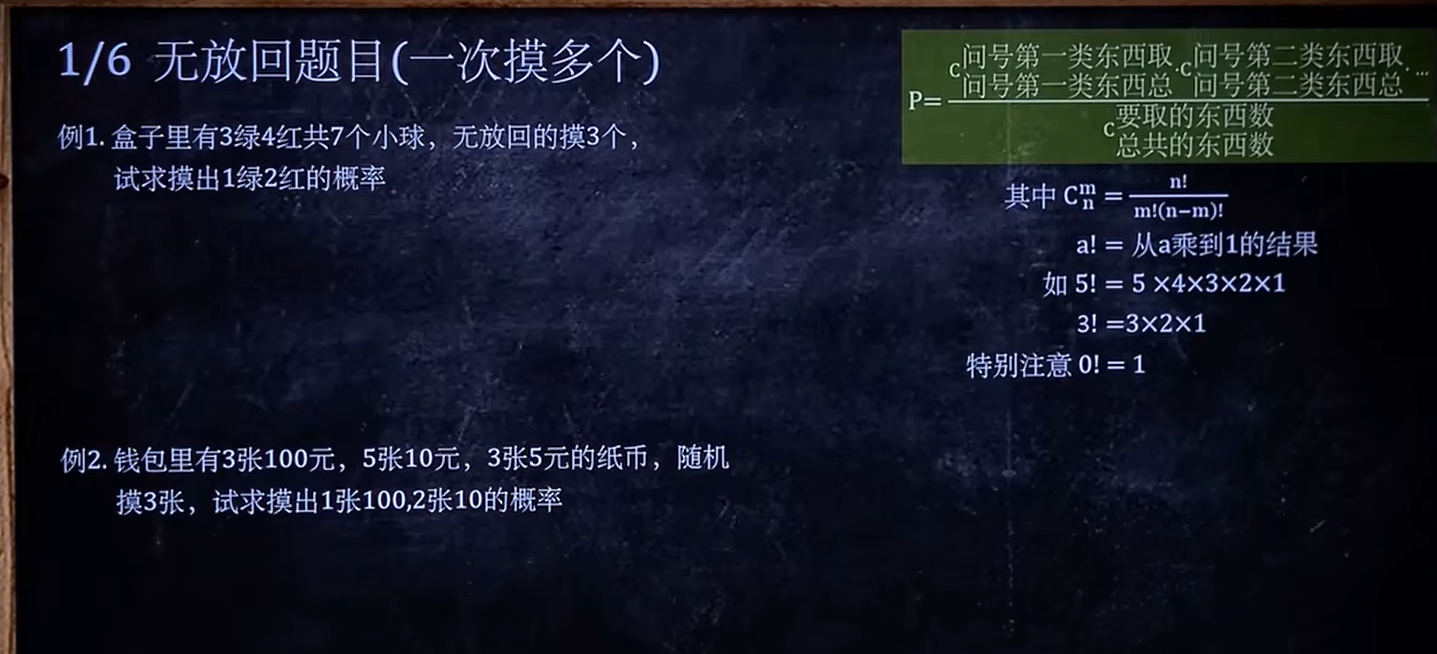 1/6 无放回题目(一次摸多个)
例1. 盒子里有3绿4红共7个小球，无放回的摸3个，
试求摸出1绿2红的概率
P= C问号第一类东西取 问号第一类东西总 · C问号第二类东西取 问号第二类东西总 · …
C要取的东西数 总共的东西数
其中 C_n^m = n! / m!(n−m)!
a! = 从a乘到1的结果
如 5! = 5 ×4×3×2×1
3! =3×2×1
特别注意 0! = 1
例2. 钱包里有3张100元，5张10元，3张5元的纸币，随机
摸3张，试求摸出1张100,2张10的概率